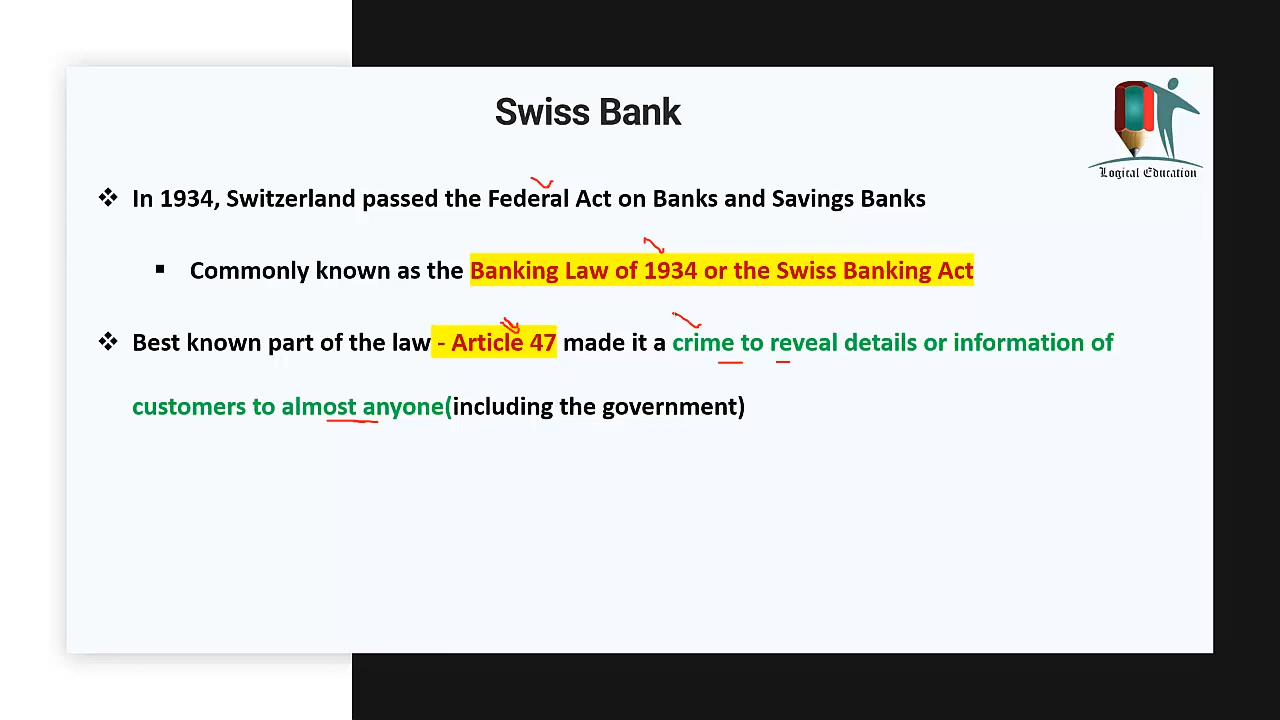 Swiss Bank
Logical Education
In 1934, Switzerland passed the Federal Act on Banks and Savings Banks
Commonly known as the Banking Law of 1934 or the Swiss Banking Act
Best known part of the law - Article 47 made it a crime to reveal details or information of
customers to almost anyone(including the government)